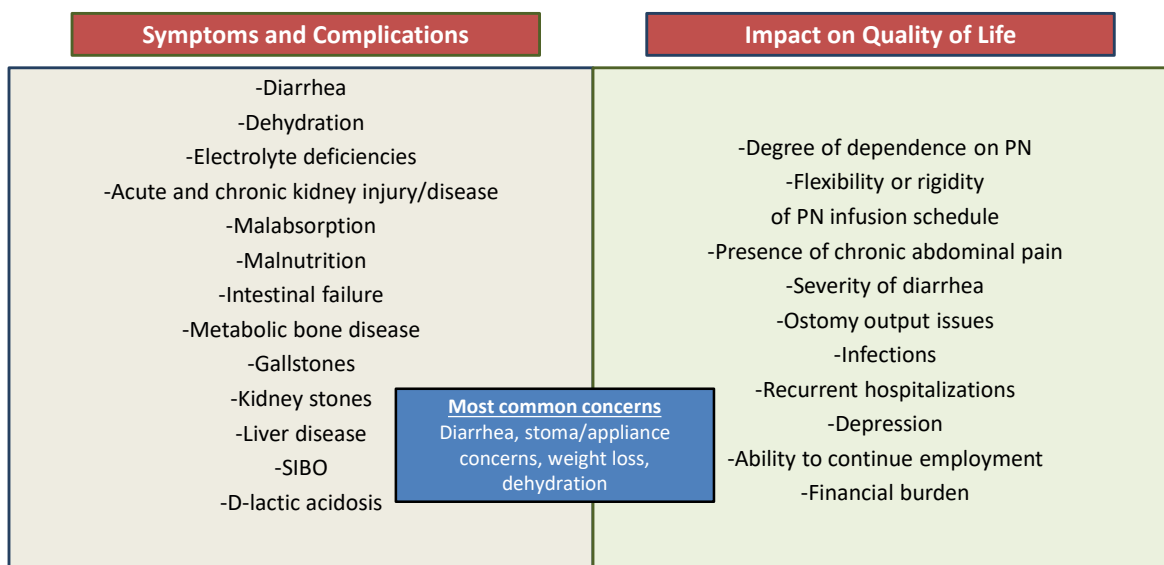 Symptoms and Complications
-Diarrhea
-Dehydration
-Electrolyte deficiencies
-Acute and chronic kidney injury/disease
-Malabsorption
-Malnutrition
-Intestinal failure
-Metabolic bone disease
-Gallstones
-Kidney stones
-Liver disease
-SIBO
-D-lactic acidosis
Impact on Quality of Life
-Degree of dependence on PN
-Flexibility or rigidity
of PN infusion schedule
-Presence of chronic abdominal pain
-Severity of diarrhea
-Ostomy output issues
-Infections
-Recurrent hospitalizations
-Depression
-Ability to continue employment
-Financial burden
Most common concerns
Diarrhea, stoma/appliance
concerns, weight loss,
dehydration